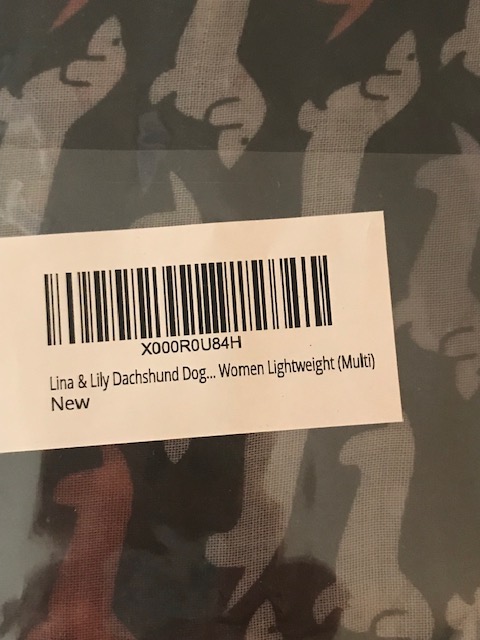 X000R0U84H
Lina & Lily Dachshund Dog... Women Lightweight (Multi)
New